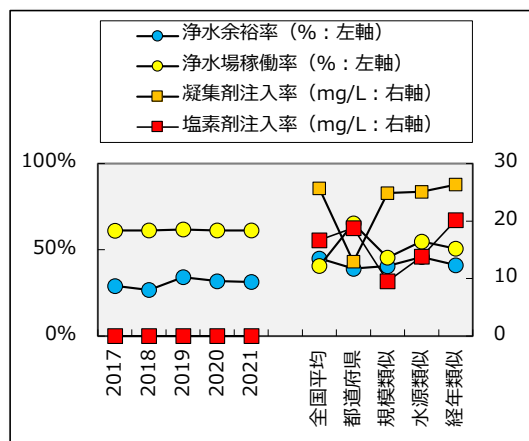 浄水余裕率（%：左軸）
浄水場稼働率（%：左軸）
凝集剤注入率（mg/L：右軸）
塩素剤注入率（mg/L：右軸）
100%
50%
0%
30
20
10
0
2017
2018
2019
2020
2021
全国平均
都道府県
規模類似
水源類似
経年類似